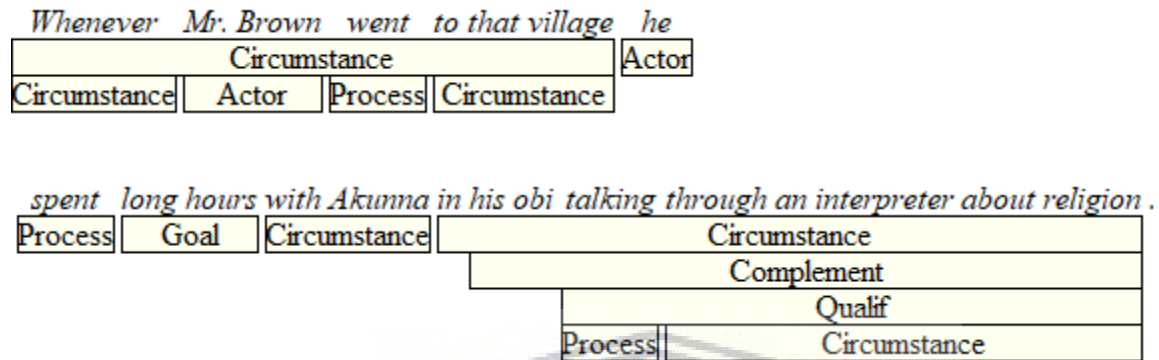 Whenever Mr. Brown went to that village he
Circumstance Actor
Circumstance Actor Process Circumstance
spent long hours with Akunna in his obi talking through an interpreter about religion .
Process Goal Circumstance Circumstance
Complement
Qualif
Process Circumstance